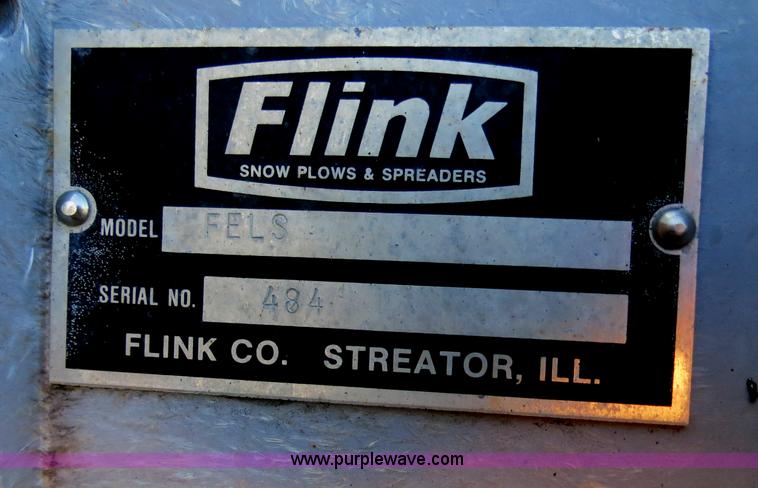 Flink
SNOW PLOWS & SPREADERS
MODEL FELS
SERIAL NO. 484
FLINK CO. STREATOR, ILL.
www.purplewave.com